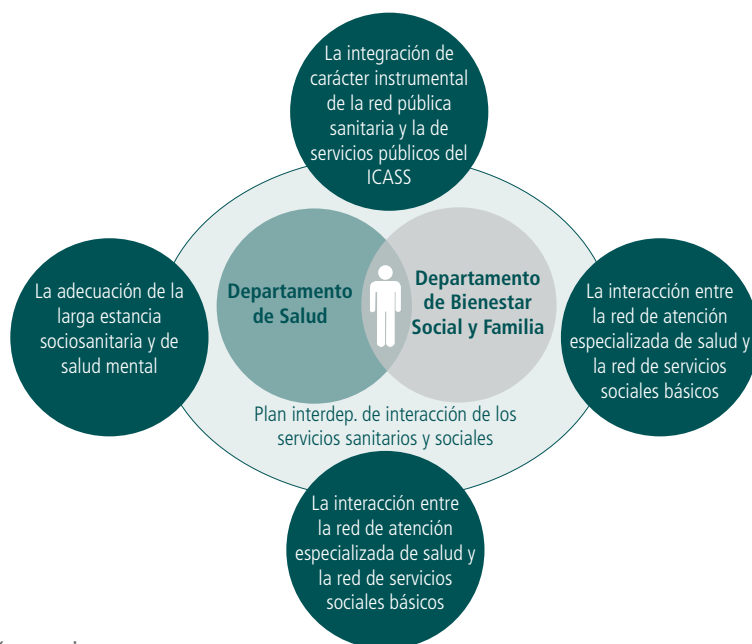 La integración de
carácter instrumental
de la red pública
sanitaria y la de
servicios públicos del
ICASS
La adecuación de la
larga estancia
sociosanitaria y de
salud mental
Departamento
de Salud
Departamento
de Bienestar
Social y Familia
La interacción entre
la red de atención
especializada de salud y
la red de servicios
sociales básicos
Plan interdep. de interacción de los
servicios sanitarios y sociales
La interacción entre
la red de atención
especializada de salud y
la red de servicios
sociales básicos